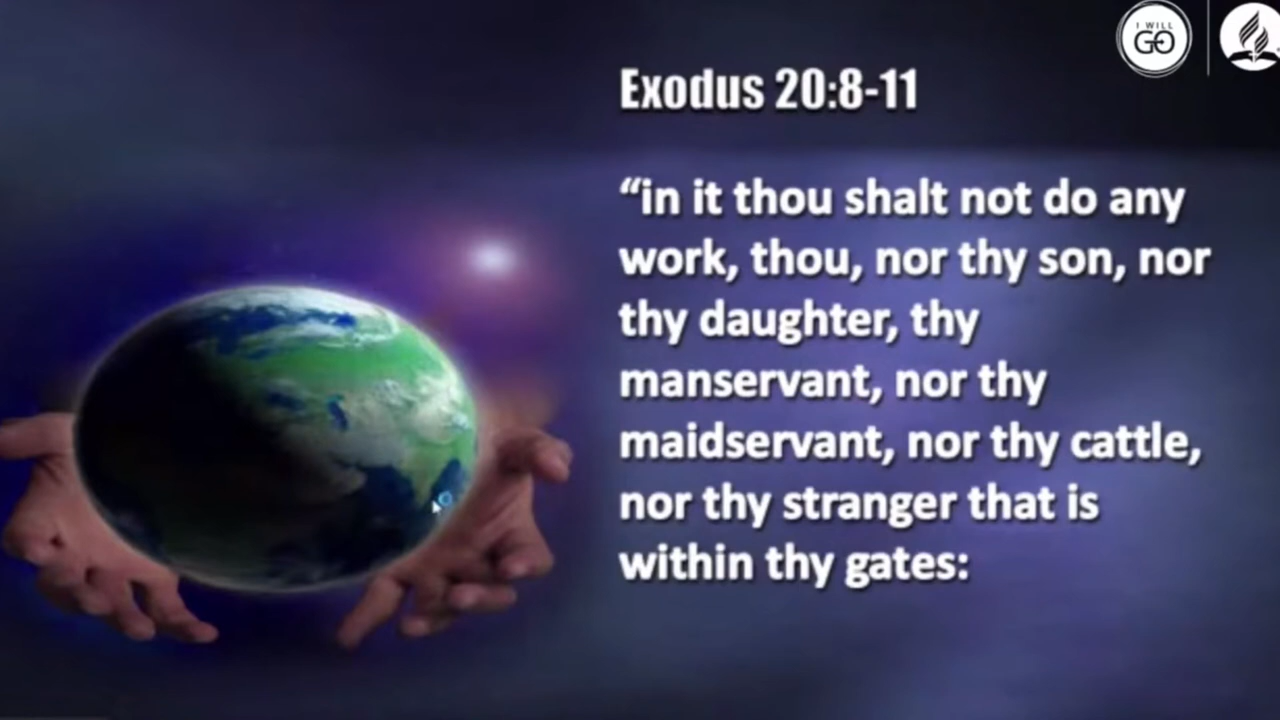 I WILL
GO
Exodus 20:8-11
“in it thou shalt not do any
work, thou, nor thy son, nor
thy daughter, thy
manservant, nor thy
maidservant, nor thy cattle,
nor thy stranger that is
within thy gates: